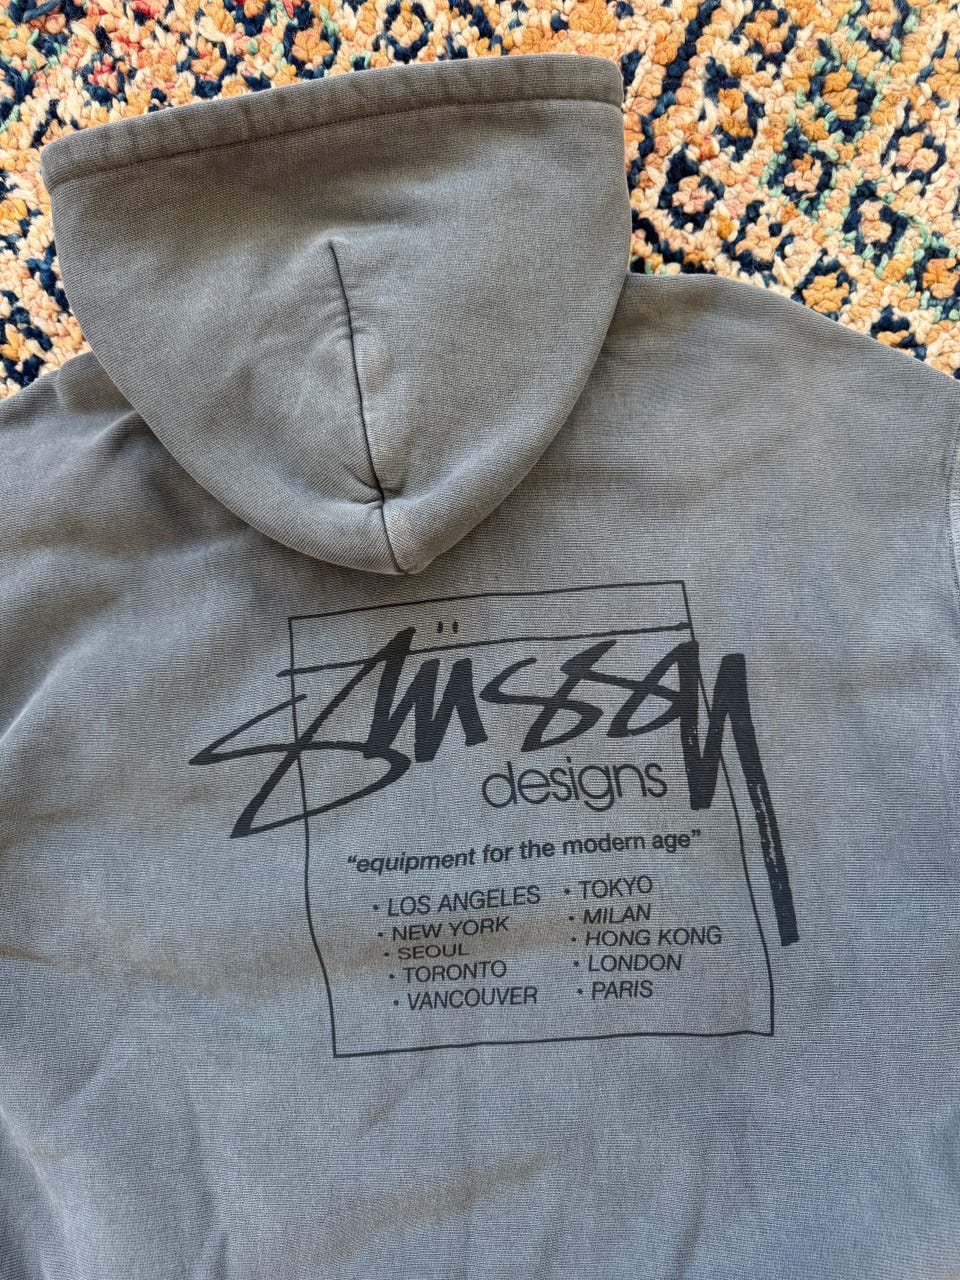 Stüssy
designs
“equipment for the modern age”
• LOS ANGELES
• NEW YORK
• SEOUL
• TORONTO
• VANCOUVER
• TOKYO
• MILAN
• HONG KONG
• LONDON
• PARIS